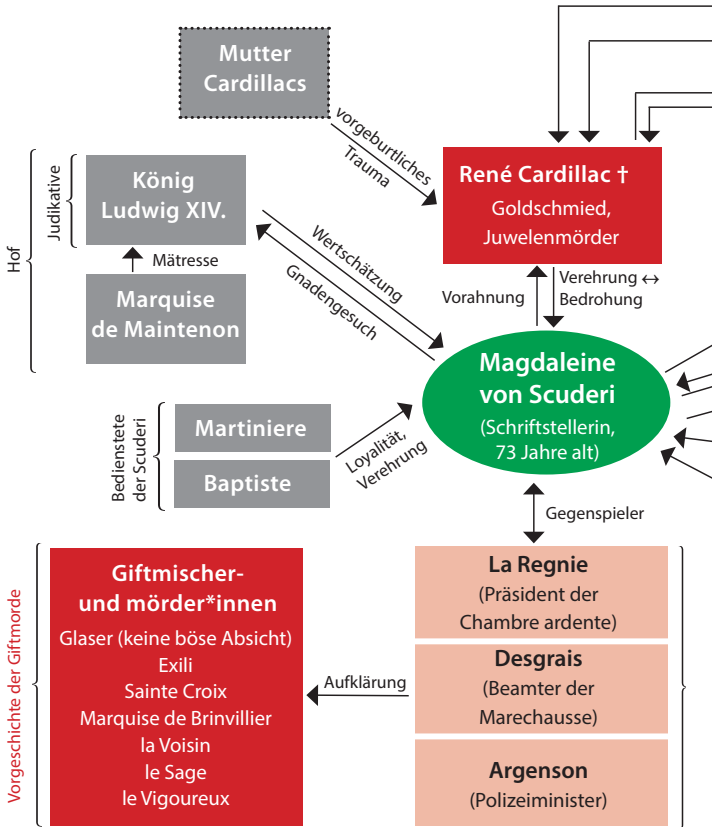 Mutter
Cardillacs
vorgeburtliches
Trauma
René Cardillac †
Goldschmied,
Juwelenmörder
Hof
Judikative
König
Ludwig XIV.
Mätresse
Marquise
de Maintenon
Wertschätzung
Gnadengesuch
Vorahnung
Verehrung ↔
Bedrohung
Magdaleine
von Scuderi
(Schriftstellerin,
73 Jahre alt)
Bedienstete
der Scuderi
Martiniere
Baptiste
Loyalität,
Verehrung
Gegenspieler
Vorgeschichte der Giftmorde
Giftmischer-
und mörder*innen
Glaser (keine böse Absicht)
Exili
Sainte Croix
Marquise de Brinvillier
la Voisin
le Sage
le Vigoureux
Aufklärung
La Regnie
(Präsident der
Chambre ardente)
Desgrais
(Beamter der
Marechausse)
Argenson
(Polizeiminister)